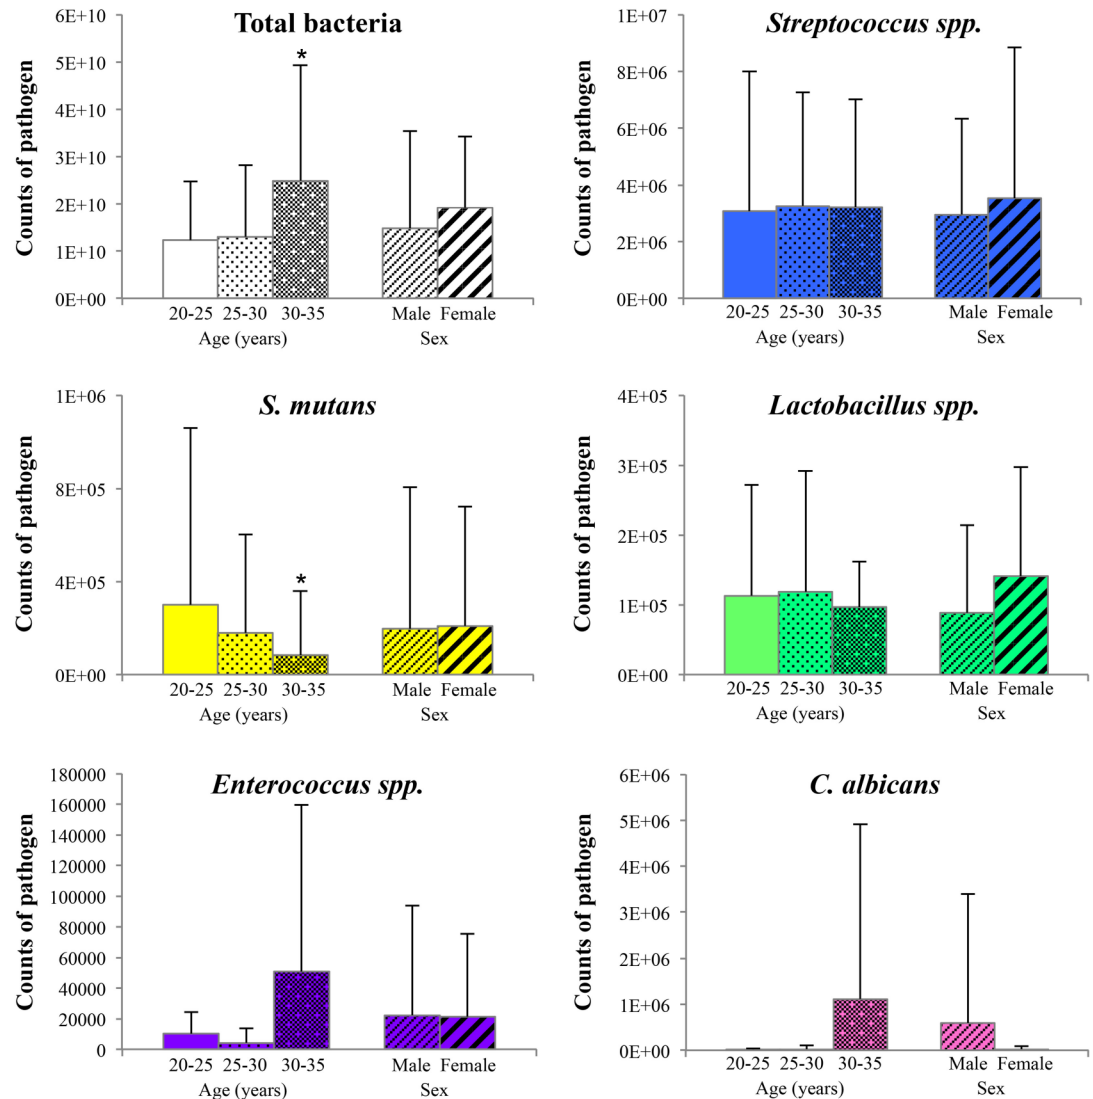 Total bacteria
Counts of pathogen
6E+10
5E+10
4E+10
3E+10
2E+10
1E+10
0E+00
*
20-25 25-30 30-35 Male Female
Age (years) Sex
Streptococcus spp.
Counts of pathogen
1E+07
8E+06
6E+06
4E+06
2E+06
0E+00
20-25 25-30 30-35 Male Female
Age (years) Sex
S. mutans
Counts of pathogen
1E+06
8E+05
4E+05
0E+00
*
20-25 25-30 30-35 Male Female
Age (years) Sex
Lactobacillus spp.
Counts of pathogen
4E+05
3E+05
2E+05
1E+05
0E+00
20-25 25-30 30-35 Male Female
Age (years) Sex
Enterococcus spp.
Counts of pathogen
180000
160000
140000
120000
100000
80000
60000
40000
20000
0
20-25 25-30 30-35 Male Female
Age (years) Sex
C. albicans
Counts of pathogen
6E+06
5E+06
4E+06
3E+06
2E+06
1E+06
0E+00
20-25 25-30 30-35 Male Female
Age (years) Sex